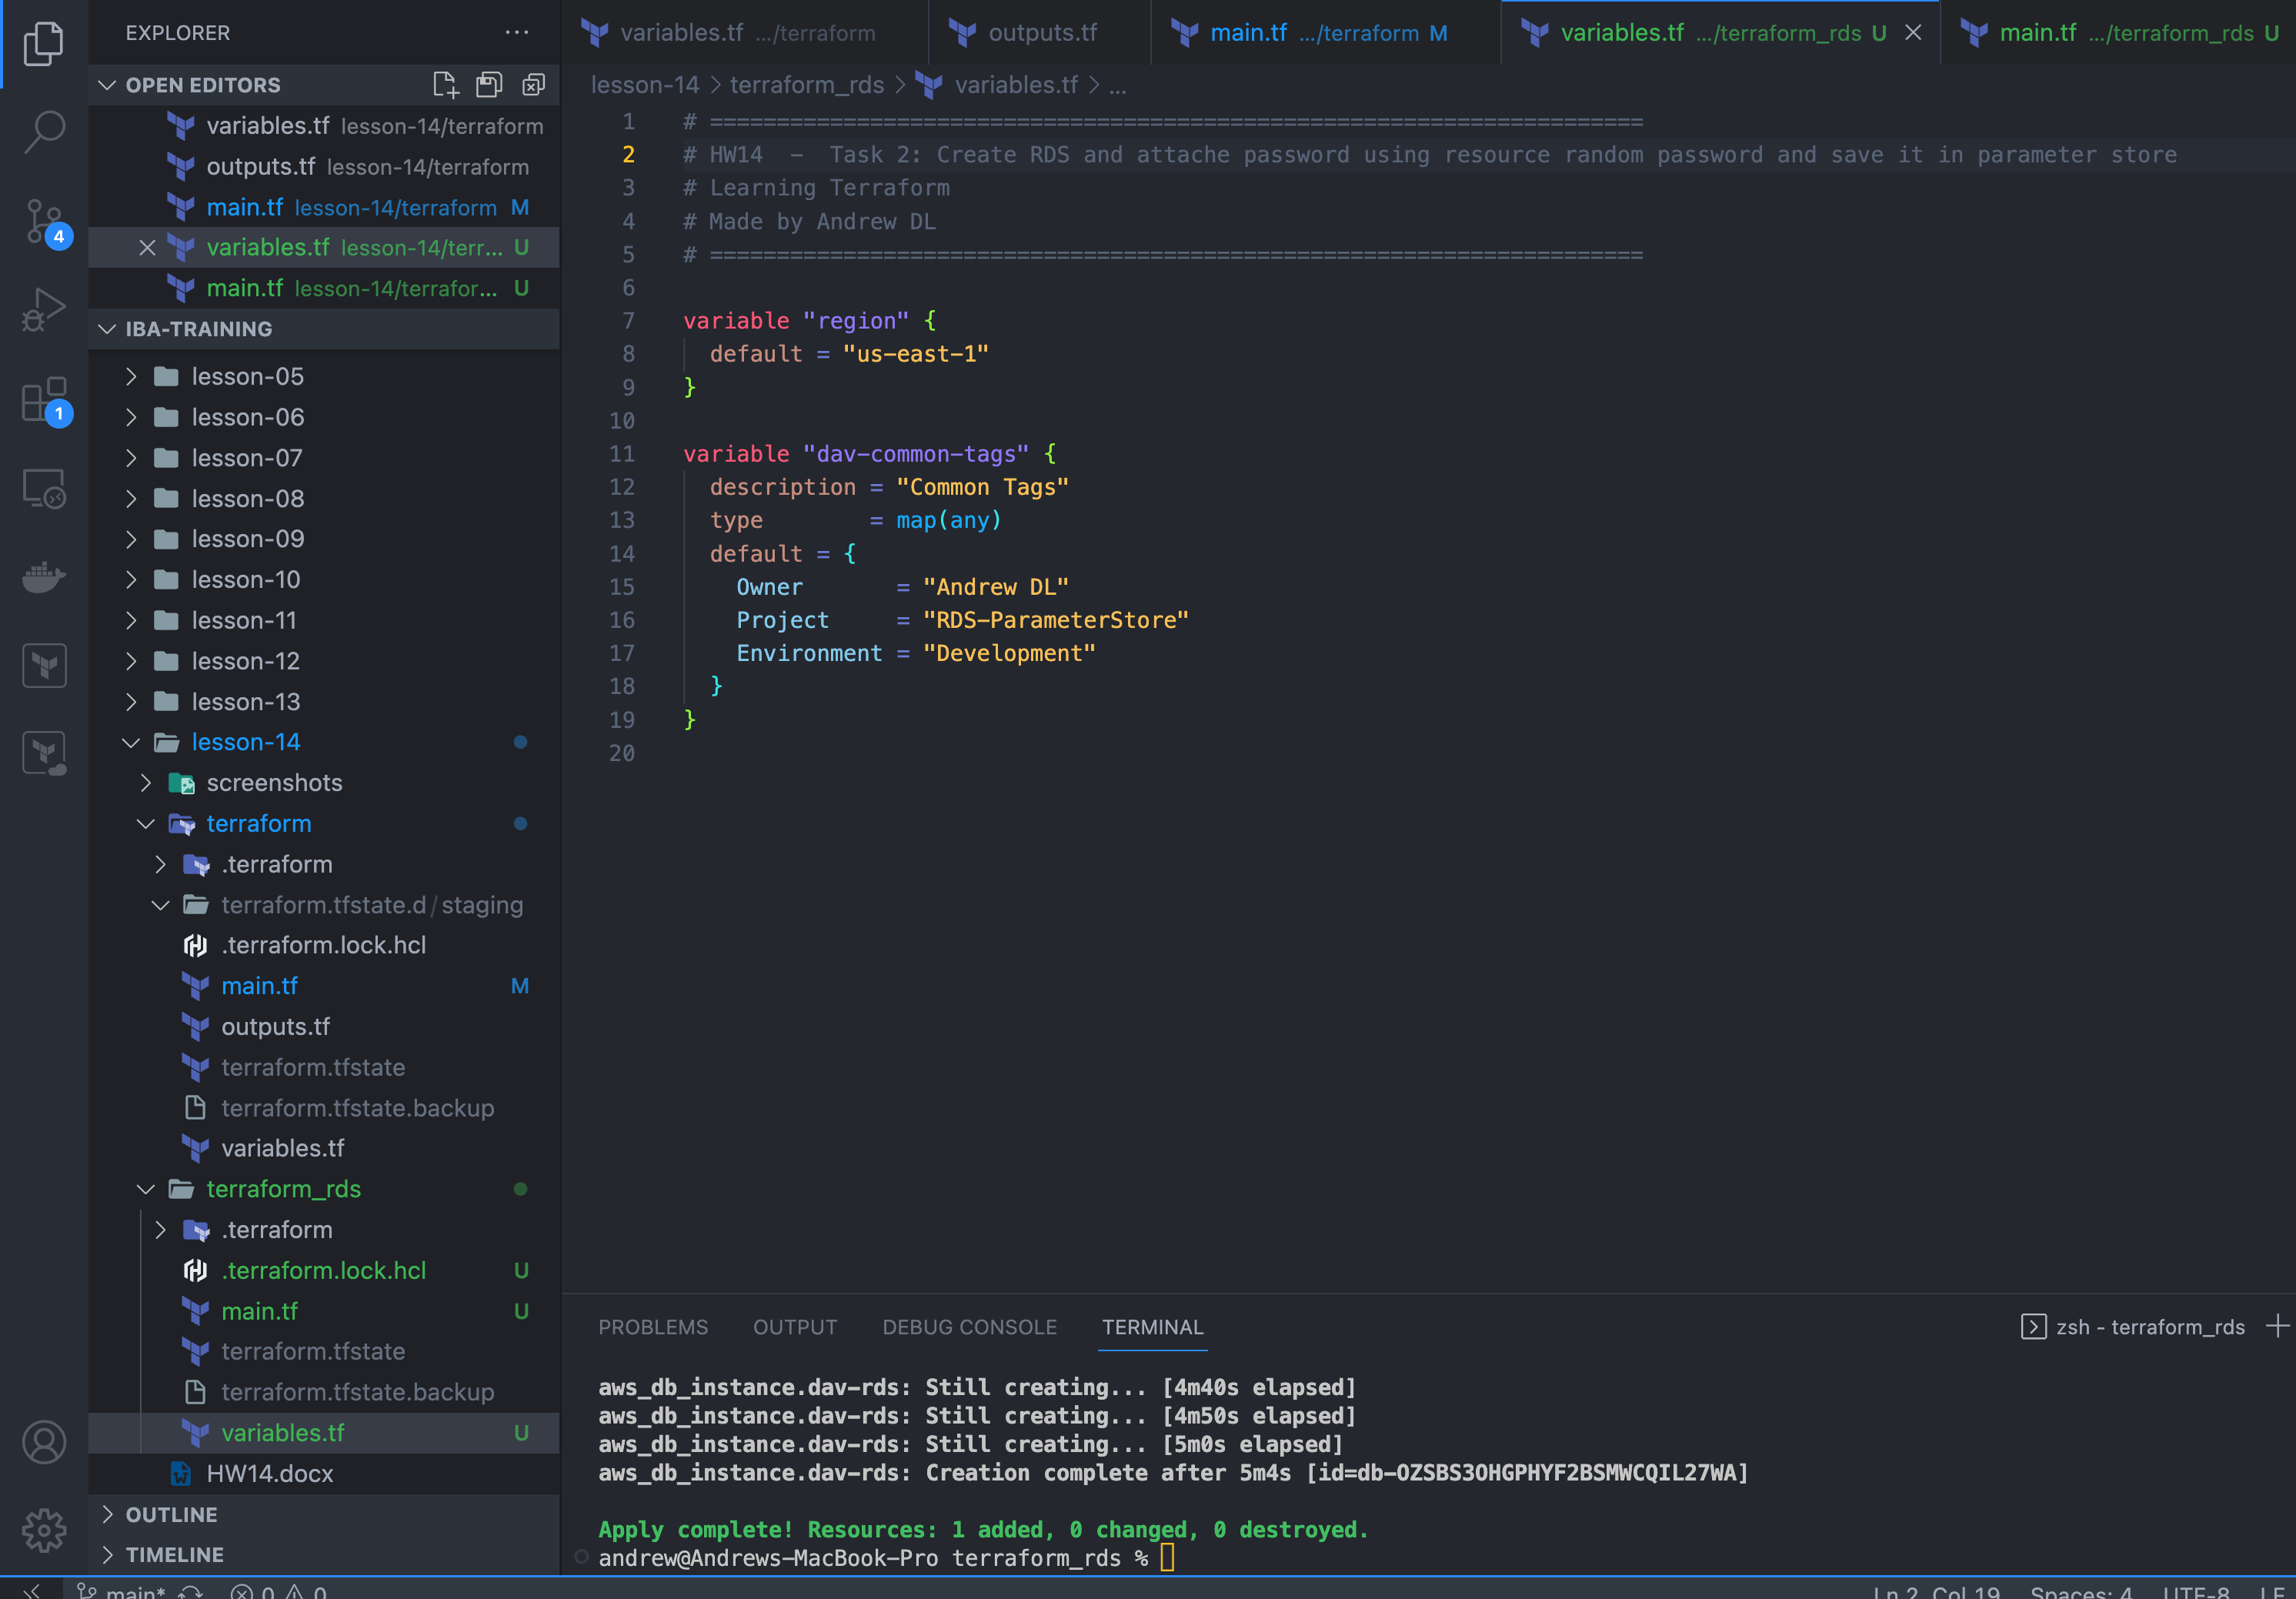 EXPLORER
OPEN EDITORS
variables.tf lesson-14/terraform
outputs.tf lesson-14/terraform
main.tf lesson-14/terraform M
variables.tf lesson-14/terr... U
main.tf lesson-14/terrafor... U
IBA-TRAINING
lesson-05
lesson-06
lesson-07
lesson-08
lesson-09
lesson-10
lesson-11
lesson-12
lesson-13
lesson-14
screenshots
terraform
.terraform
terraform.tfstate.d / staging
.terraform.lock.hcl
main.tf M
outputs.tf
terraform.tfstate
terraform.tfstate.backup
variables.tf
terraform_rds
.terraform
.terraform.lock.hcl U
main.tf U
terraform.tfstate
terraform.tfstate.backup
variables.tf U
HW14.docx
OUTLINE
TIMELINE
4
1
variables.tf .../terraform
outputs.tf
main.tf .../terraform M
variables.tf .../terraform_rds U
main.tf .../terraform_rds U
lesson-14 > terraform_rds > variables.tf > ...
1 # ======================================================================
2 # HW14 – Task 2: Create RDS and attache password using resource random password and save it in parameter store
3 # Learning Terraform
4 # Made by Andrew DL
5 # ======================================================================
6
7 variable "region" {
8 default = "us-east-1"
9 }
10
11 variable "dav-common-tags" {
12 description = "Common Tags"
13 type = map(any)
14 default = {
15 Owner = "Andrew DL"
16 Project = "RDS-ParameterStore"
17 Environment = "Development"
18 }
19 }
20
PROBLEMS OUTPUT DEBUG CONSOLE TERMINAL
zsh - terraform_rds
aws_db_instance.dav-rds: Still creating... [4m40s elapsed]
aws_db_instance.dav-rds: Still creating... [4m50s elapsed]
aws_db_instance.dav-rds: Still creating... [5m0s elapsed]
aws_db_instance.dav-rds: Creation complete after 5m4s [id=db-OZSBS3OHGPHYF2BSMWCQIL27WA]
Apply complete! Resources: 1 added, 0 changed, 0 destroyed.
andrew@Andrews-MacBook-Pro terraform_rds %
main* 0 0
Ln 2, Col 19 Spaces: 4 UTF-8 LF